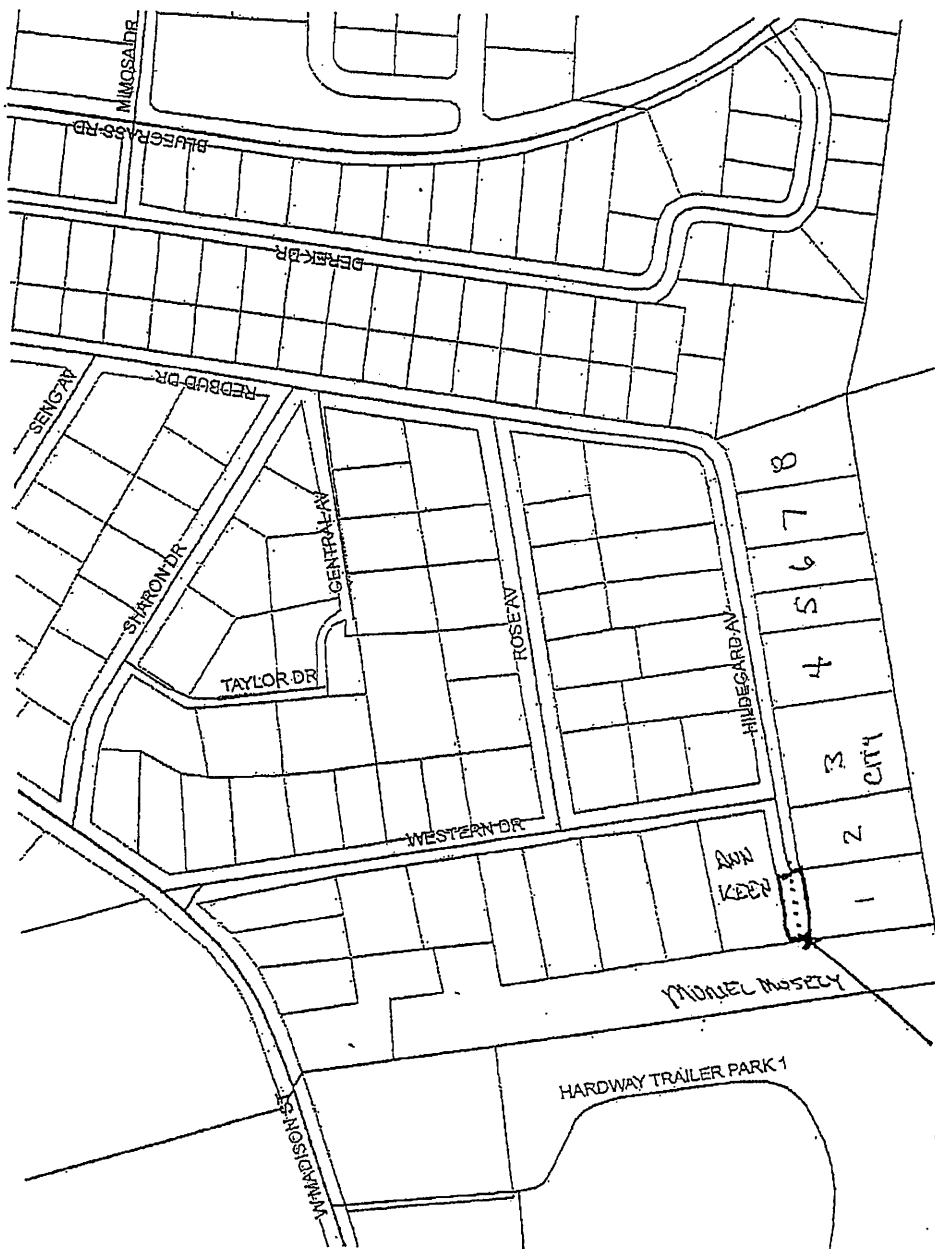 MIMOSA DR
BLUEGRASS RD
DEREK DR
REDBUD DR
SENG AV
SHARON DR
CENTRAL AV
TAYLOR DR
ROSE AV
HILDEGARD AV
WESTERN DR
8
7
6
5
4
3
CITY
2
1
ANN
KEEN
MOSELY
HARDWAY TRAILER PARK 1
W MADISON ST